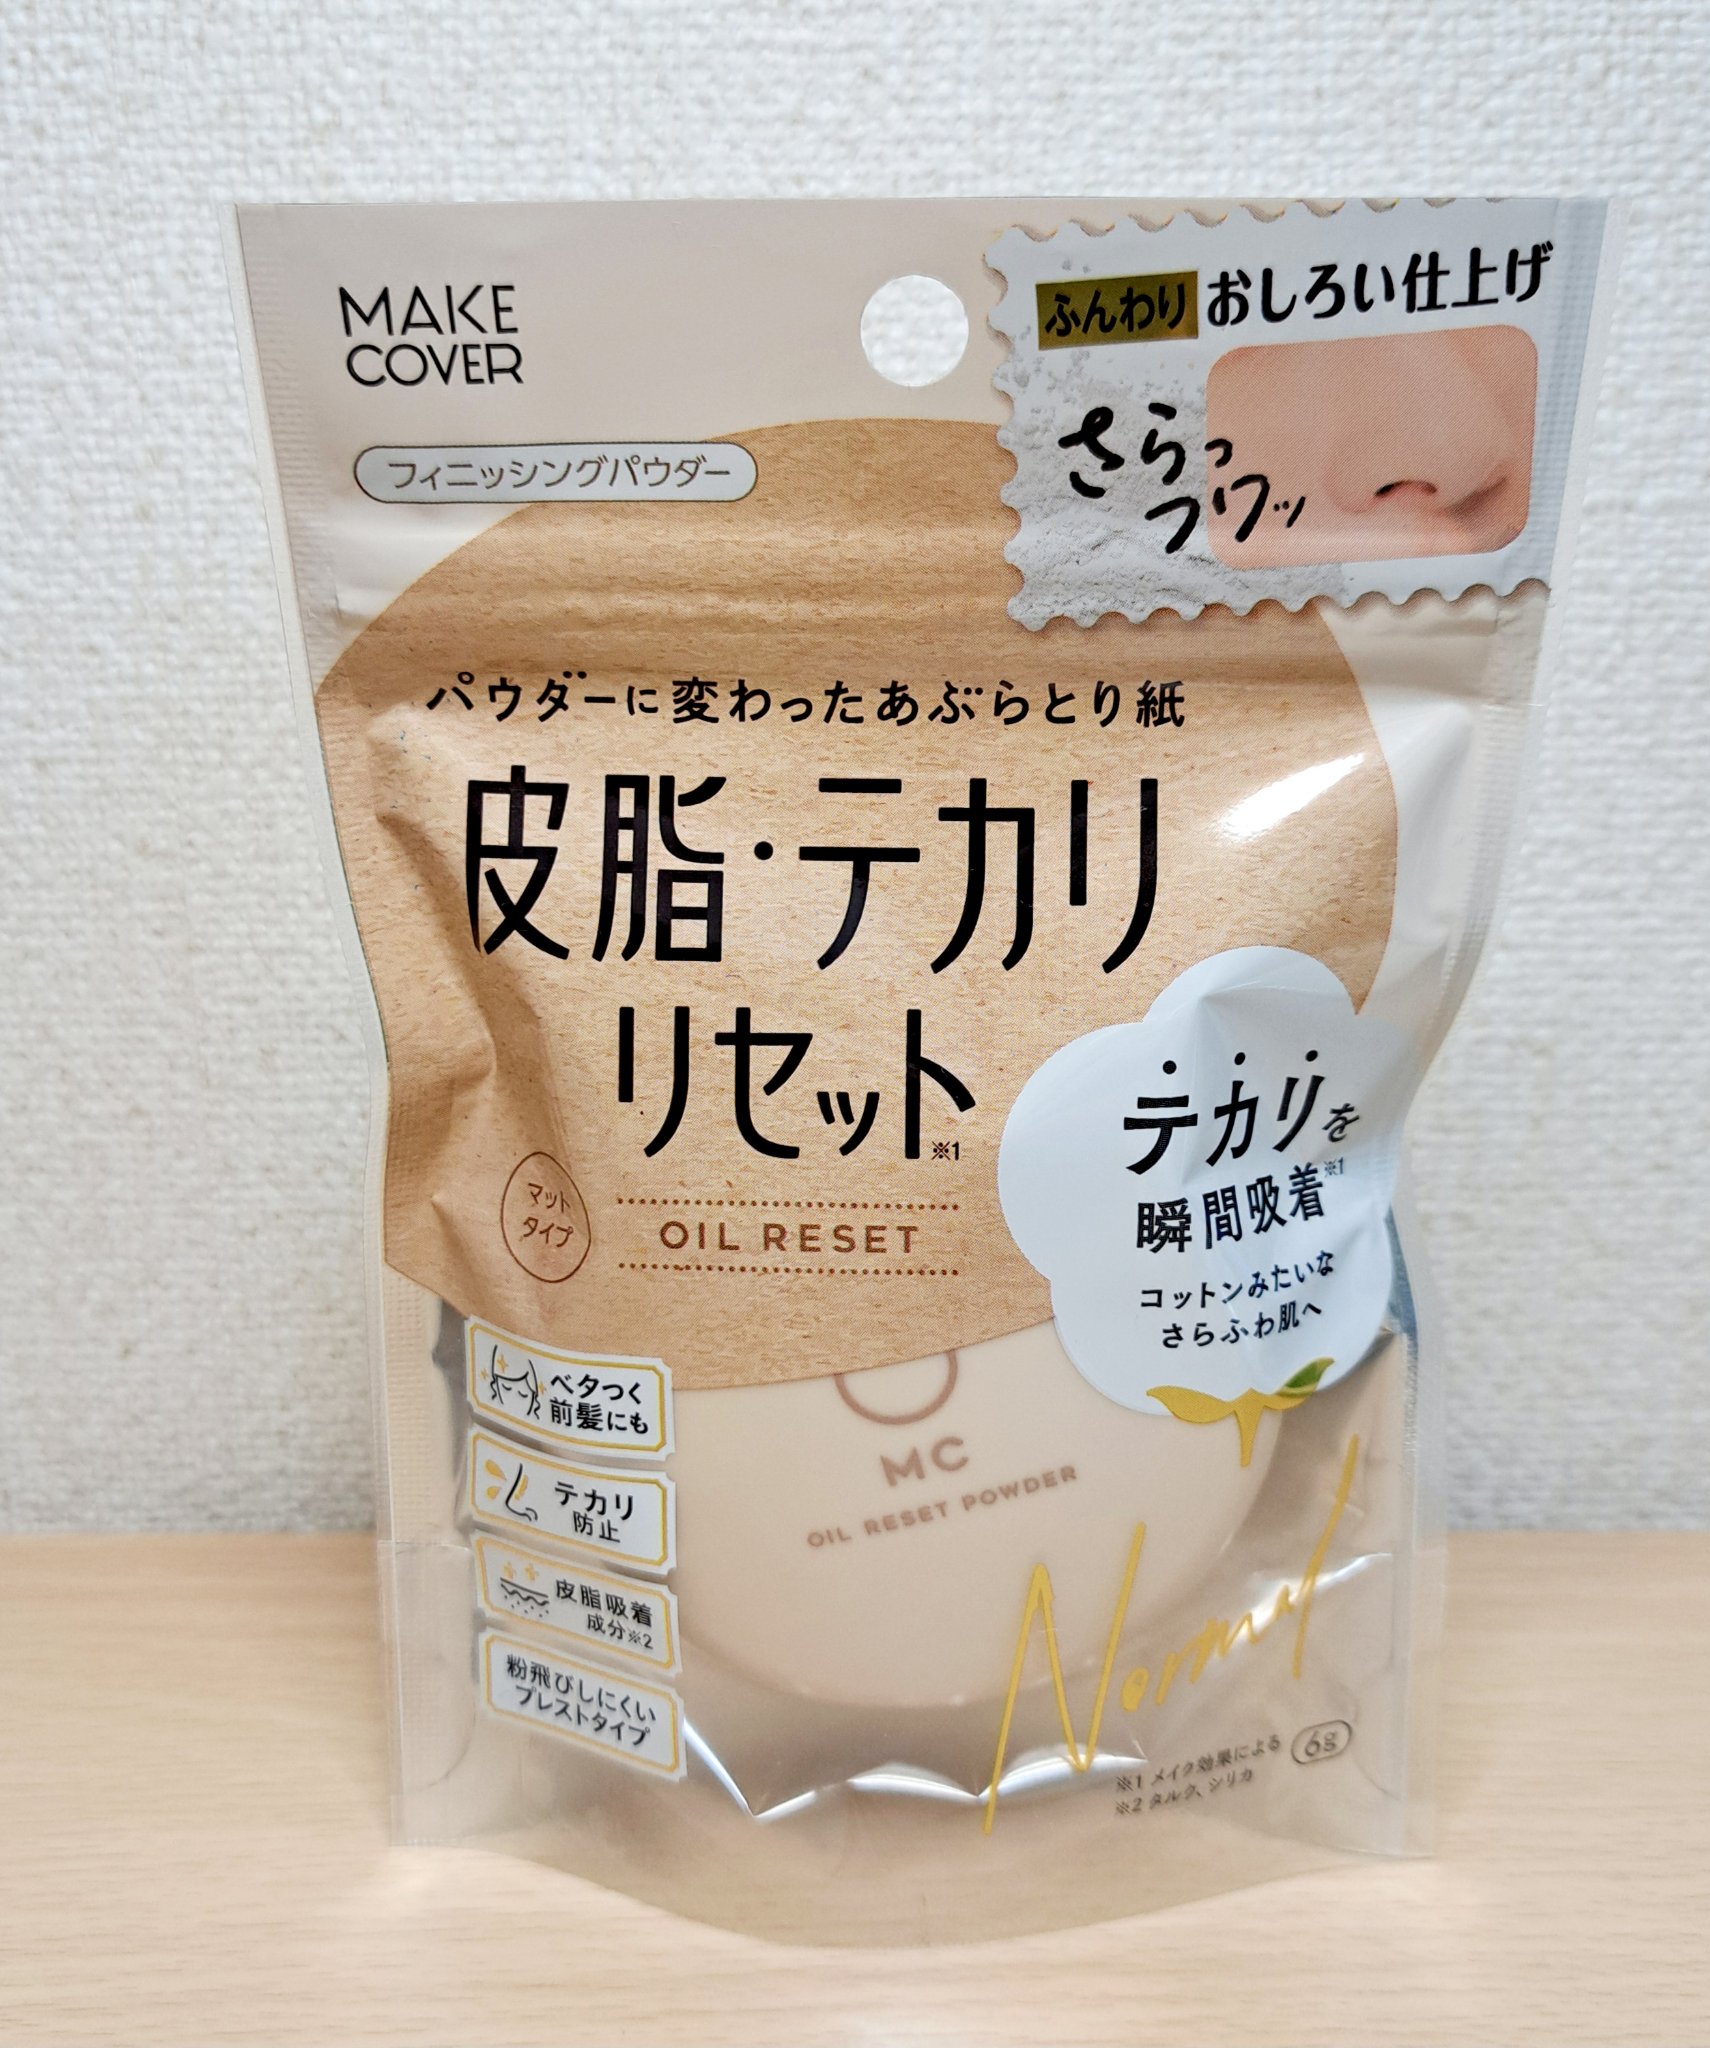 MAKE
COVER
フィニッシングパウダー
ふんわり おしろい仕上げ
さらっ
フワッ
パウダーに変わったあぶらとり紙
皮脂・テカリ
リセット※1
マット
タイプ
OIL RESET
テカリを
瞬間吸着※1
コットンみたいな
さらふわ肌へ
ベタつく
前髪にも
テカリ
防止
皮脂吸着
成分※2
粉飛びしにくい
プレストタイプ
MC
OIL RESET POWDER
Normal
※1 メイク効果による
※2 タルク、シリカ
6g